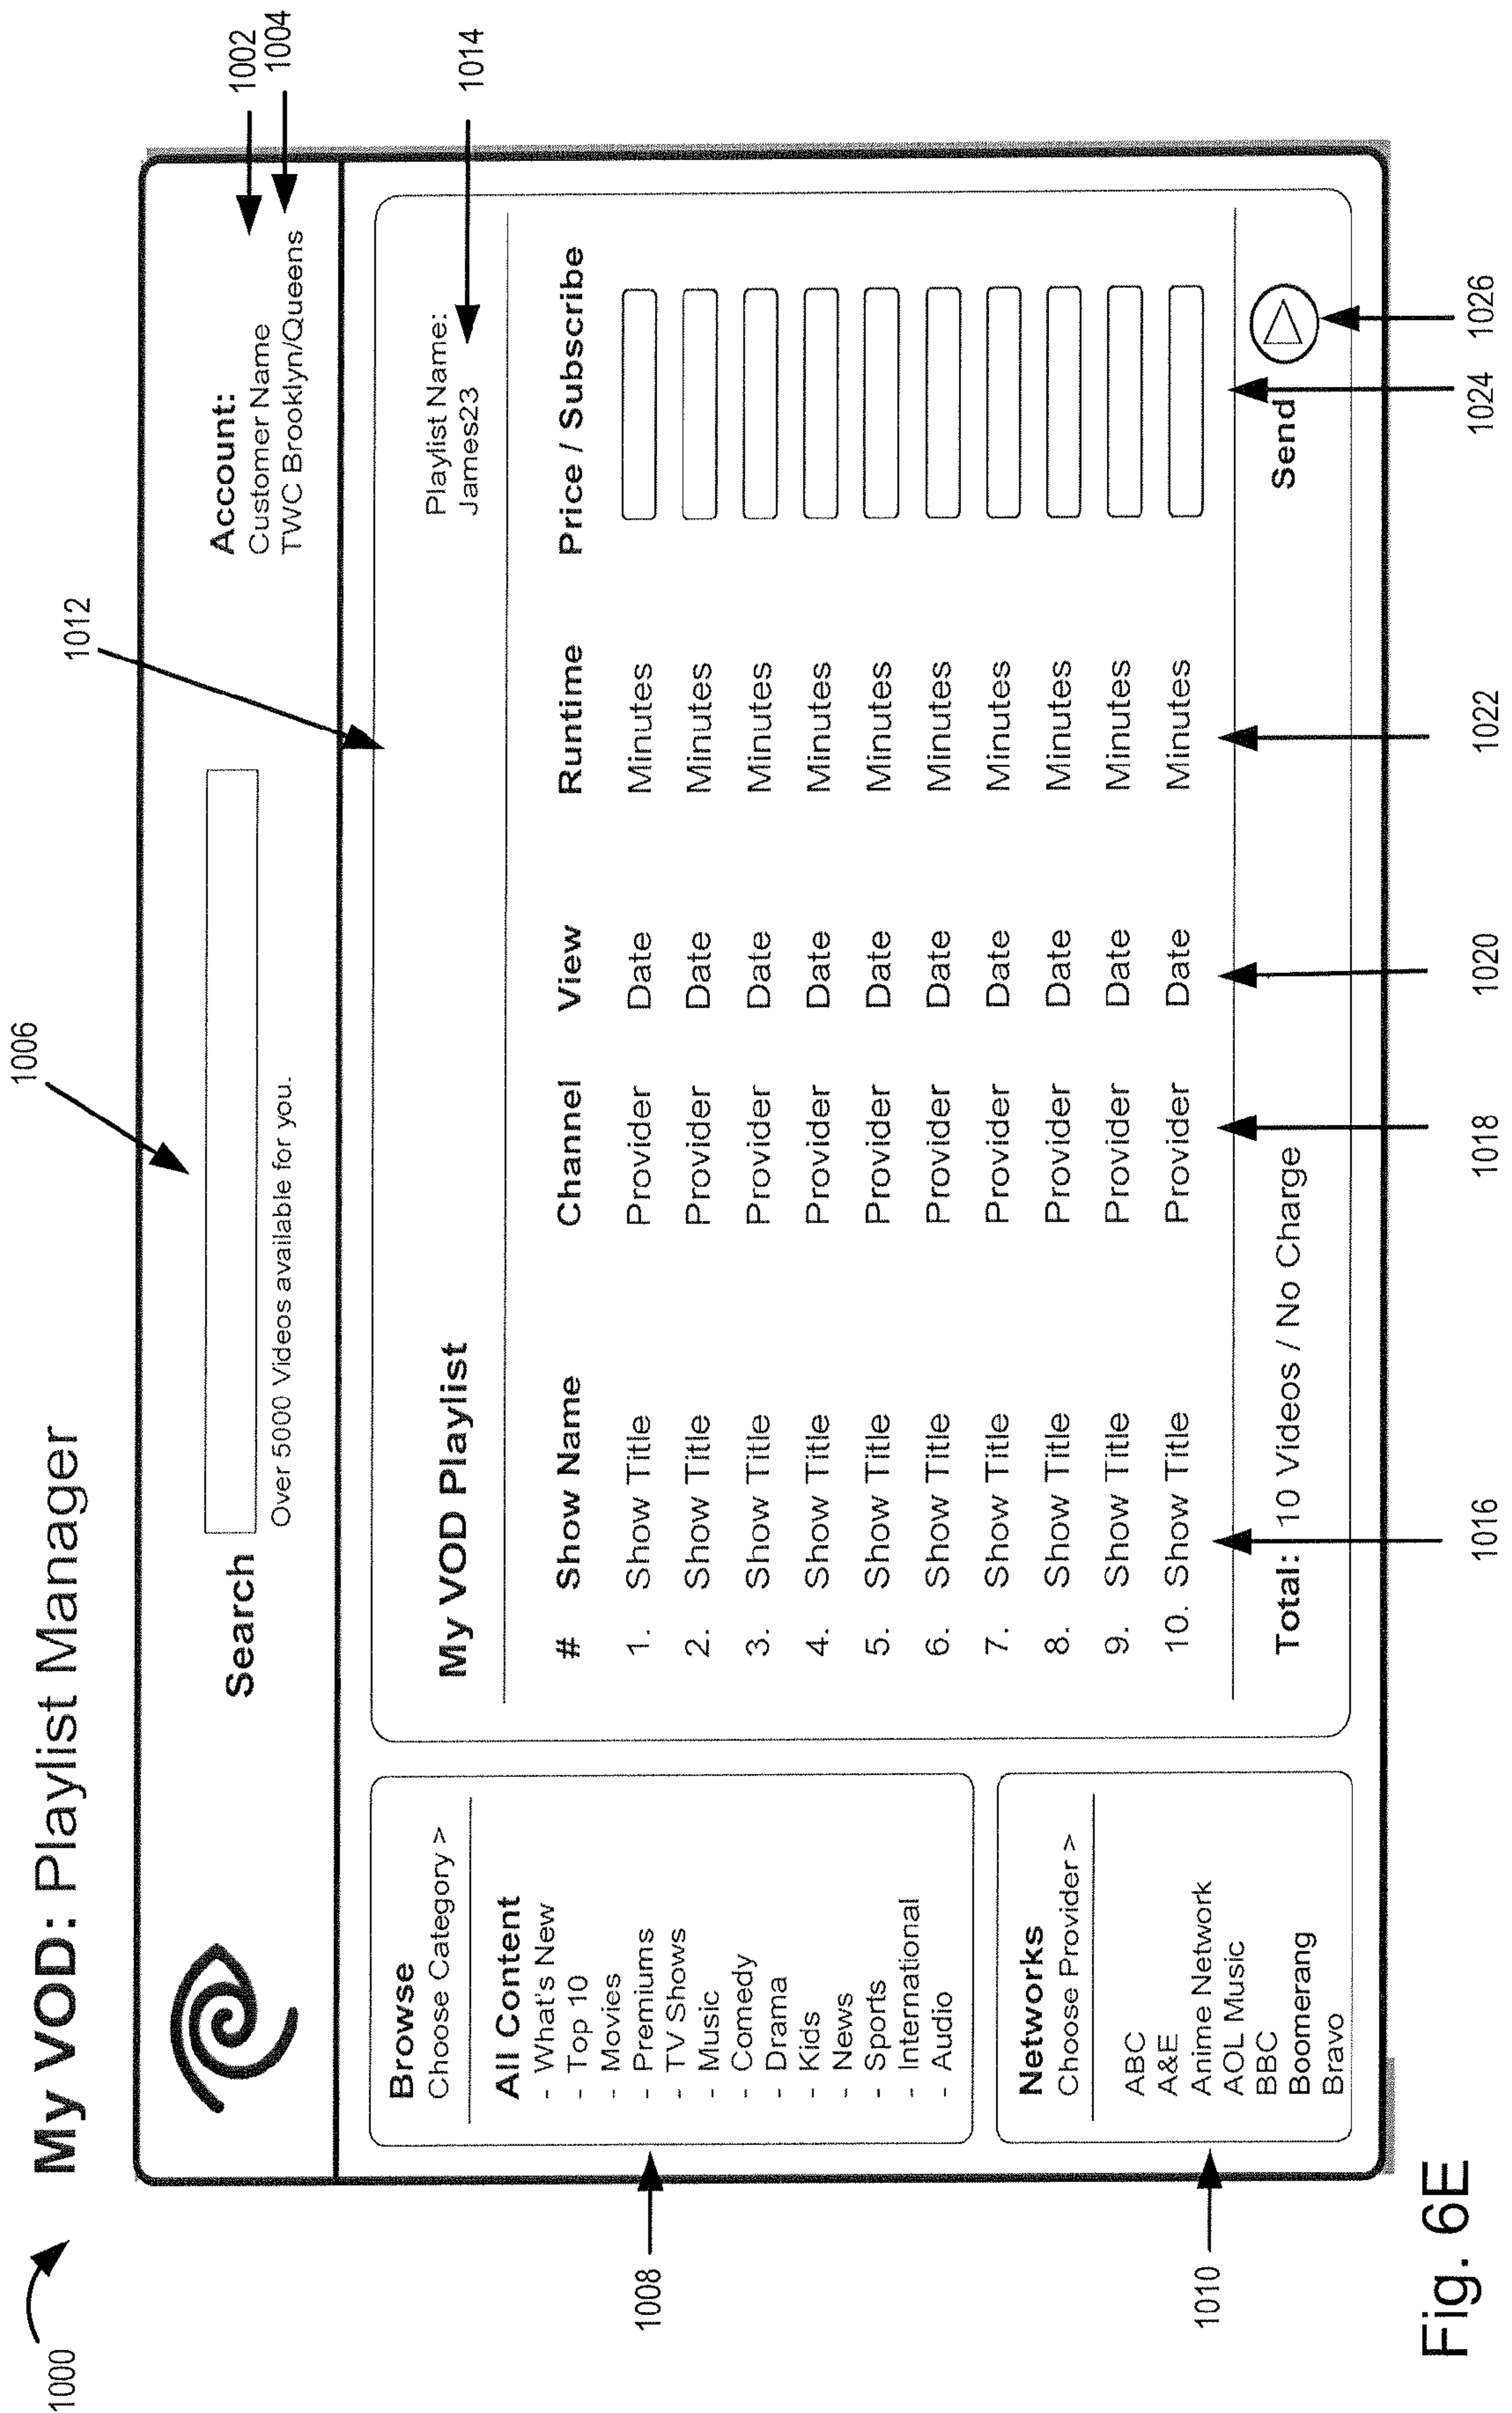 1000
My VOD: Playlist Manager
1006
1012
1002
1004
1014
Search
Over 5000 Videos available for you.
Account:
Customer Name
TWC Brooklyn/Queens
Browse
Choose Category >
All Content
- What's New
- Top 10
- Movies
- Premiums
- TV Shows
- Music
- Comedy
- Drama
- Kids
- News
- Sports
- International
- Audio
1008
Networks
Choose Provider >
ABC
A&E
Anime Network
AOL Music
BBC
Boomerang
Bravo
1010
My VOD Playlist
Playlist Name:
James23
# Show Name Channel View Runtime Price / Subscribe
1. Show Title Provider Date Minutes
2. Show Title Provider Date Minutes
3. Show Title Provider Date Minutes
4. Show Title Provider Date Minutes
5. Show Title Provider Date Minutes
6. Show Title Provider Date Minutes
7. Show Title Provider Date Minutes
8. Show Title Provider Date Minutes
9. Show Title Provider Date Minutes
10. Show Title Provider Date Minutes
Total: 10 Videos / No Charge Send
1016 1018 1020 1022 1024 1026
Fig. 6E